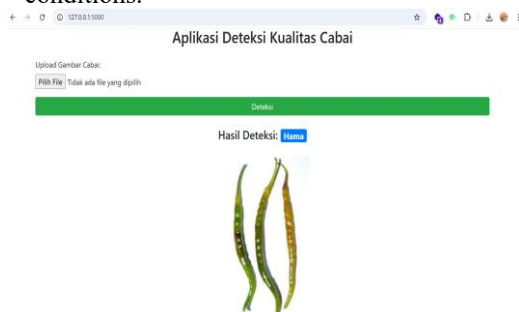 conditions.
127.0.0.1:5000
Aplikasi Deteksi Kualitas Cabai
Upload Gambar Cabai:
Pilih File Tidak ada file yang dipilih
Deteksi
Hasil Deteksi: Hama